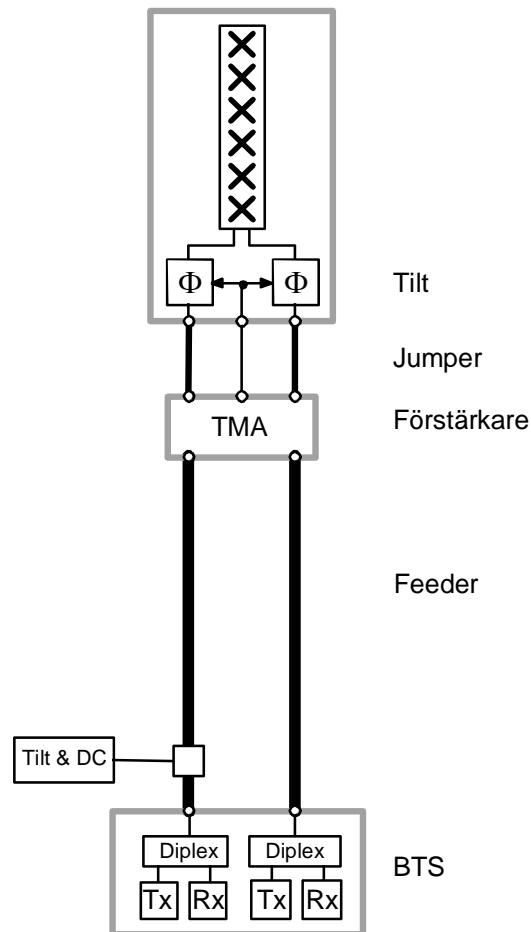 Φ Φ
Tilt
Jumper
TMA
Förstärkare
Feeder
Tilt & DC
Diplex Diplex
BTS
Tx Rx Tx Rx